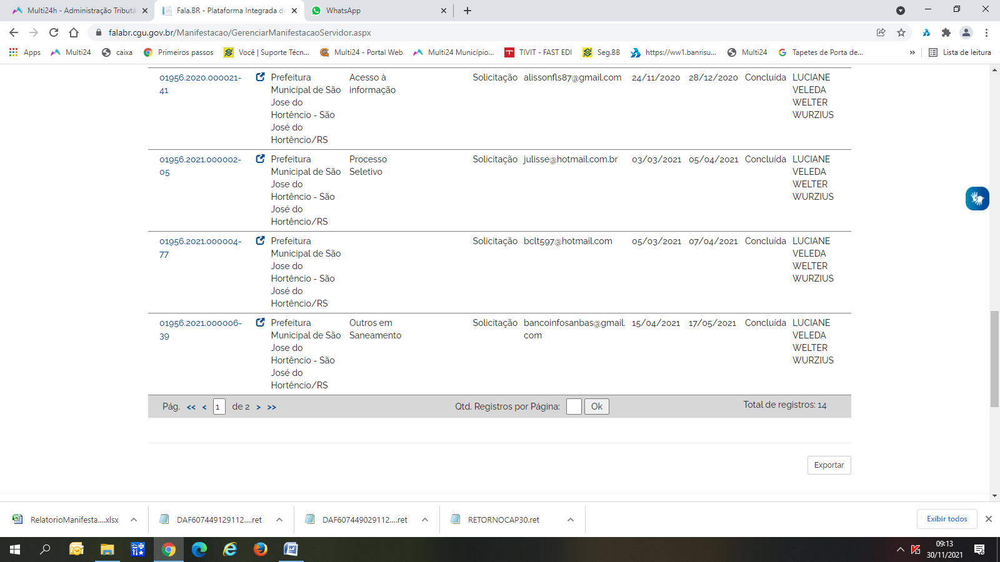 Multi24h - Administração Tributá
Fala.BR - Plataforma Integrada de
WhatsApp
falabr.cgu.gov.br/Manifestacao/GerenciarManifestacaoServidor.aspx
Apps
Multi24
caixa
Primeiros passos
Você | Suporte Técn...
Multi24 - Portal Web
Multi24 Município...
TIVIT - FAST EDI
Seg.BB
https://ww1.banrisu...
Multi24
Tapetes de Porta de...
»
Lista de leitura
01956.2020.000021-
41
Prefeitura
Municipal de São
Jose do
Hortêncio - São
José do
Hortêncio/RS
Acesso à
informação
Solicitação
alissonfls87@gmail.com
24/11/2020
28/12/2020
Concluída
LUCIANE
VELEDA
WELTER
WURZIUS
01956.2021.000002-
05
Prefeitura
Municipal de São
Jose do
Hortêncio - São
José do
Hortêncio/RS
Processo
Seletivo
Solicitação
julisse@hotmail.com.br
03/03/2021
05/04/2021
Concluída
LUCIANE
VELEDA
WELTER
WURZIUS
01956.2021.000004-
77
Prefeitura
Municipal de São
Jose do
Hortêncio - São
José do
Hortêncio/RS
Solicitação
bclt597@hotmail.com
05/03/2021
07/04/2021
Concluída
LUCIANE
VELEDA
WELTER
WURZIUS
01956.2021.000006-
39
Prefeitura
Municipal de São
Jose do
Hortêncio - São
José do
Hortêncio/RS
Outros em
Saneamento
Solicitação
bancoinfosanbas@gmail.
com
15/04/2021
17/05/2021
Concluída
LUCIANE
VELEDA
WELTER
WURZIUS
Pág. << < 1 de 2 > >>
Qtd. Registros por Página: Ok
Total de registros: 14
Exportar
RelatorioManifesta....xlsx
DAF607449129112....ret
DAF607449029112....ret
RETORNOCAP30.ret
Exibir todos
09:13
30/11/2021